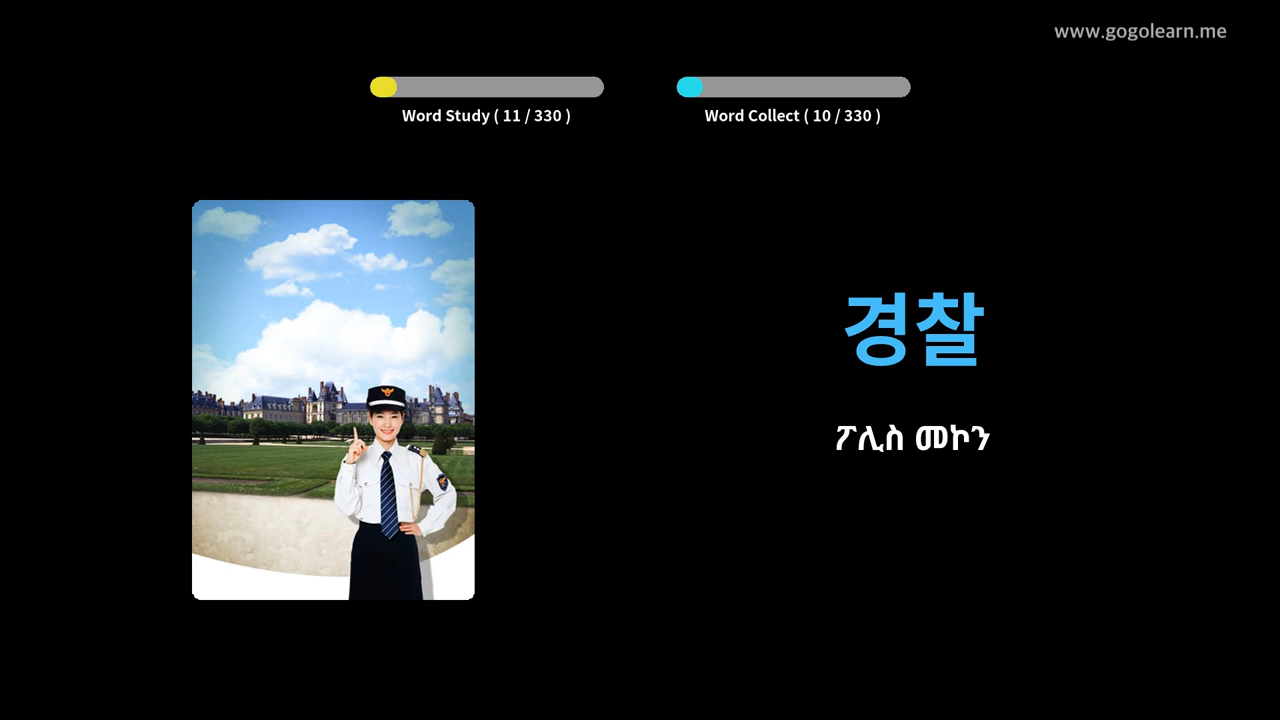 www.gogolearn.me
Word Study ( 11 / 330 )
Word Collect ( 10 / 330 )
경찰
ፖሊስ መኮን